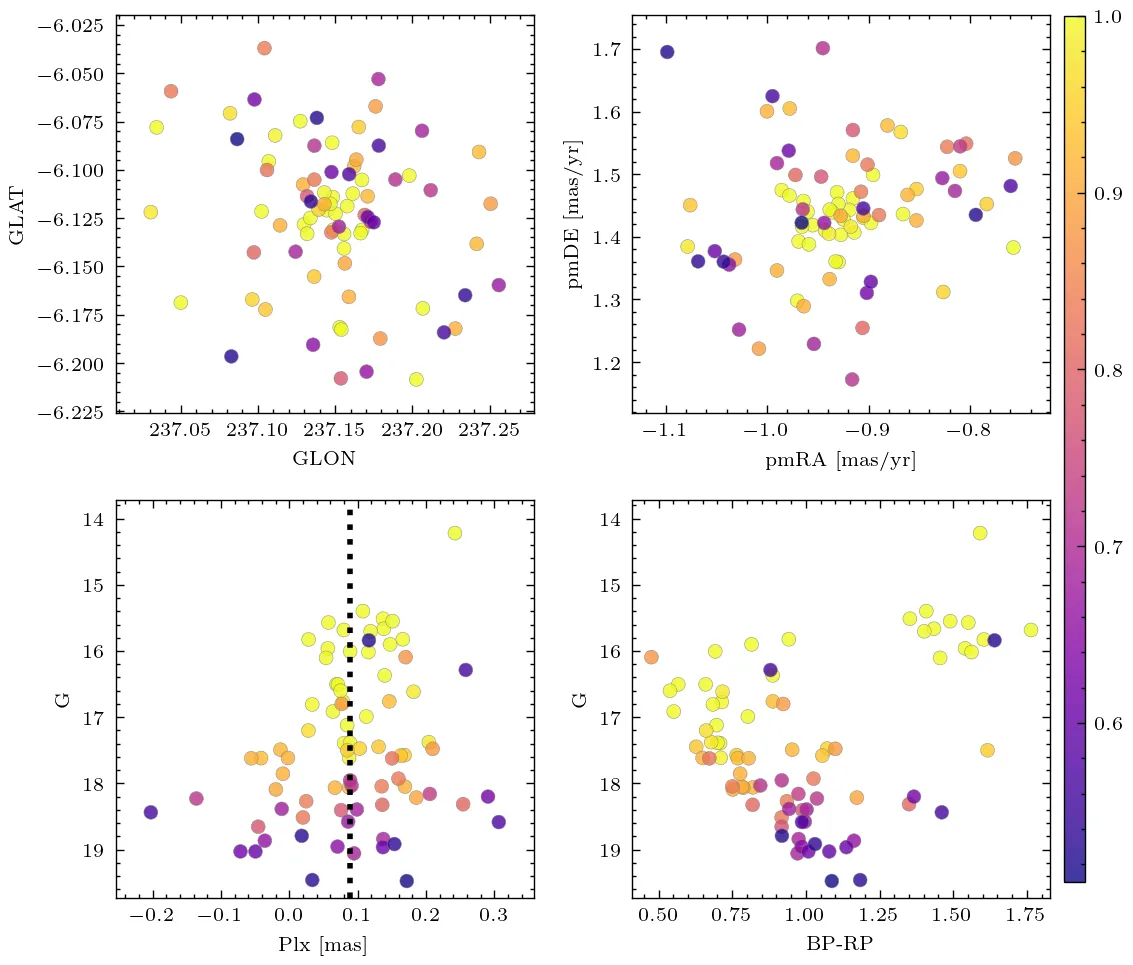 −6.025
−6.050
−6.075
−6.100
−6.125
−6.150
−6.175
−6.200
−6.225
GLAT
237.05 237.10 237.15 237.20 237.25
GLON
1.7
1.6
1.5
1.4
1.3
1.2
pmDE [mas/yr]
−1.1 −1.0 −0.9 −0.8
pmRA [mas/yr]
1.0
0.9
0.8
0.7
0.6
14
15
16
17
18
19
G
−0.2 −0.1 0.0 0.1 0.2 0.3
Plx [mas]
14
15
16
17
18
19
G
0.50 0.75 1.00 1.25 1.50 1.75
BP-RP